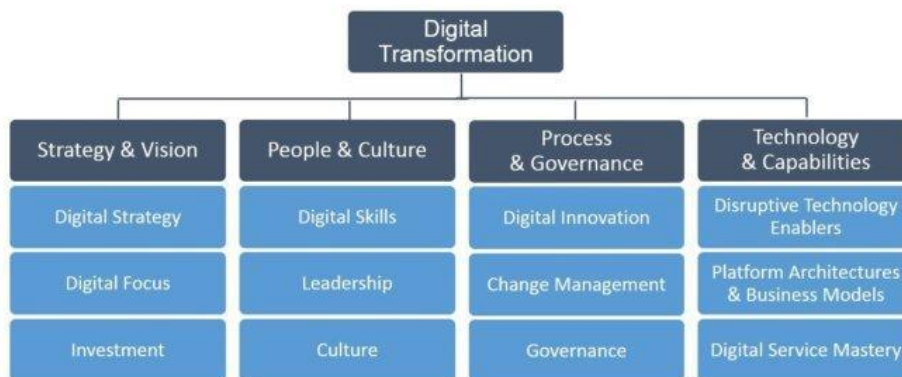 Digital
Transformation
Strategy & Vision
People & Culture
Process
& Governance
Technology
& Capabilities
Digital Strategy
Digital Skills
Digital Innovation
Disruptive Technology
Enablers
Digital Focus
Leadership
Change Management
Platform Architectures
& Business Models
Investment
Culture
Governance
Digital Service Mastery